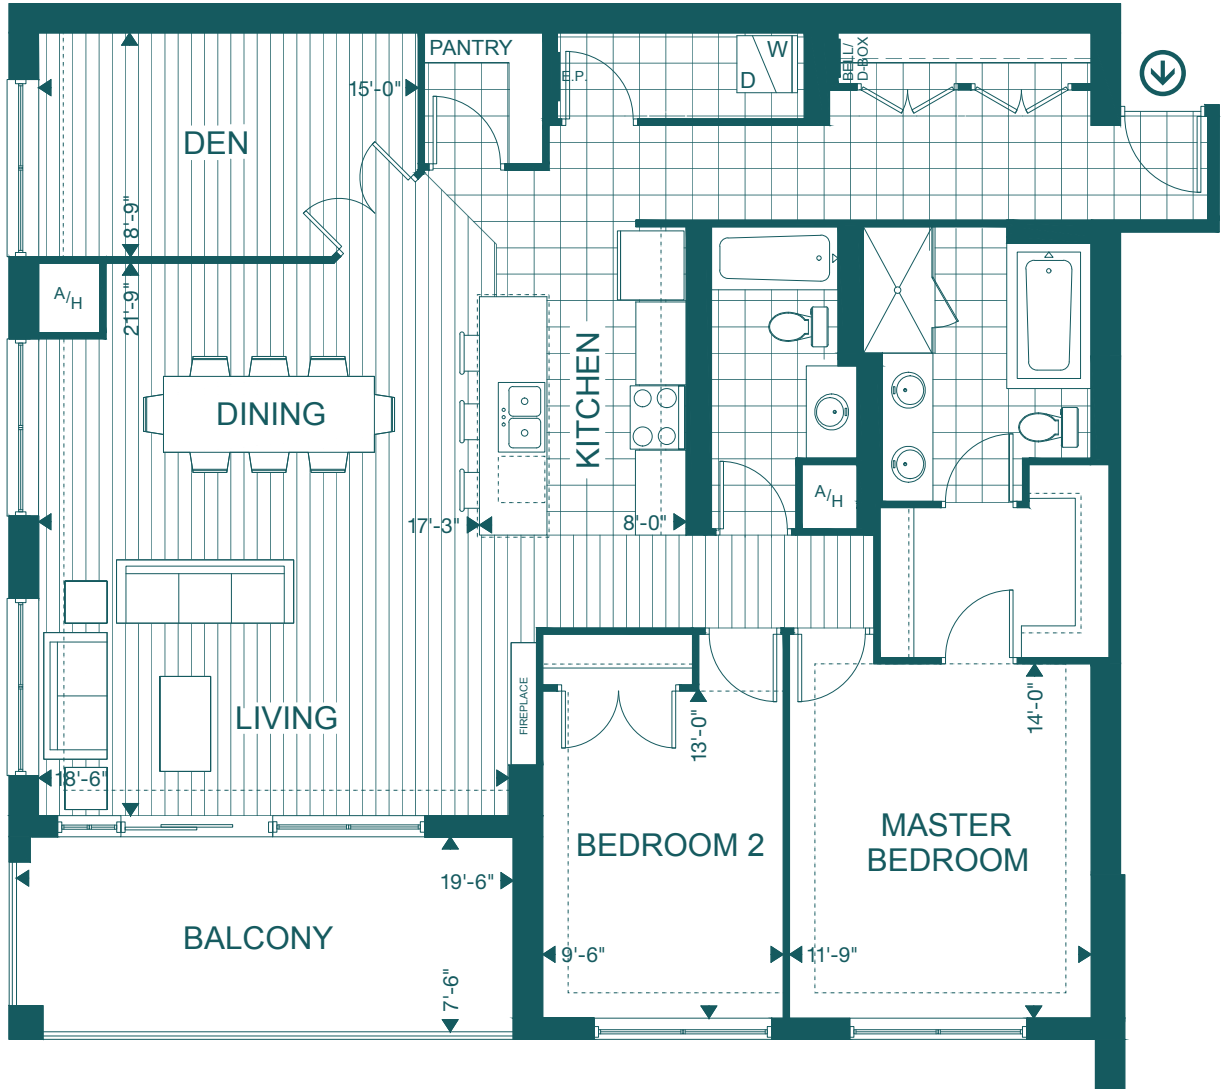 PANTRY
W
D
E.P.
BELL/
D-BOX
15'-0"
DEN
8'-9"
A/H
21'-9"
DINING
KITCHEN
17'-3"
8'-0"
A/H
FIREPLACE
LIVING
18'-6"
13'-0"
14'-0"
BEDROOM 2
MASTER
BEDROOM
19'-6"
BALCONY
7'-6"
9'-6"
11'-9"